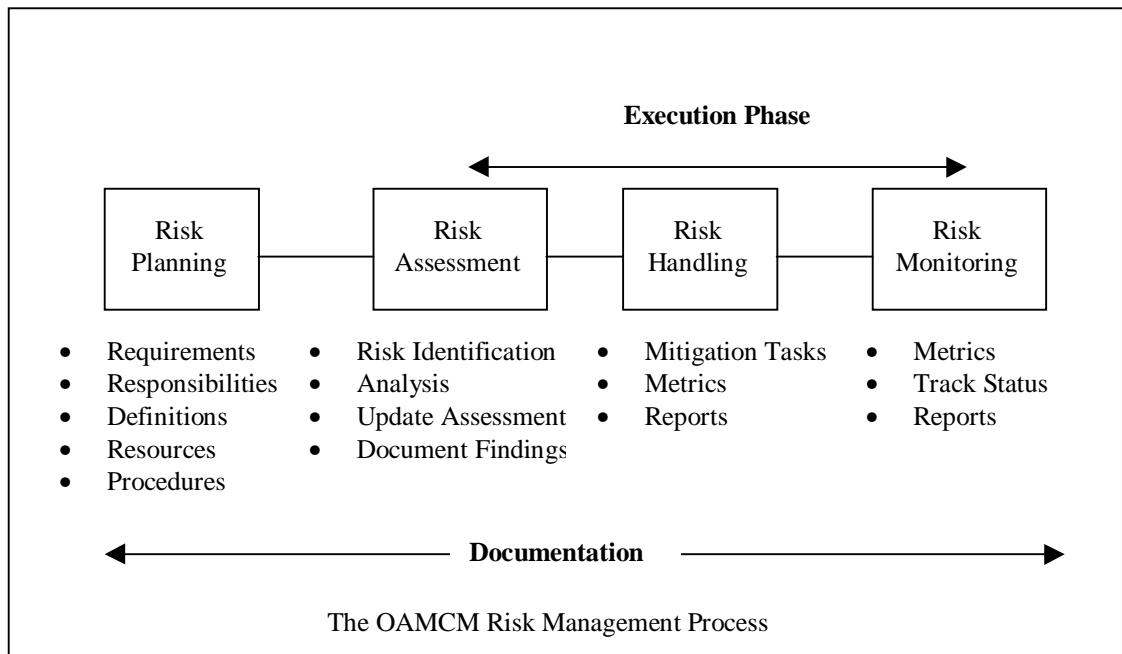 Execution Phase
Risk
Planning
Risk
Assessment
Risk
Handling
Risk
Monitoring
• Requirements
• Responsibilities
• Definitions
• Resources
• Procedures
• Risk Identification
• Analysis
• Update Assessment
• Document Findings
• Mitigation Tasks
• Metrics
• Reports
• Metrics
• Track Status
• Reports
Documentation
The OAMCM Risk Management Process